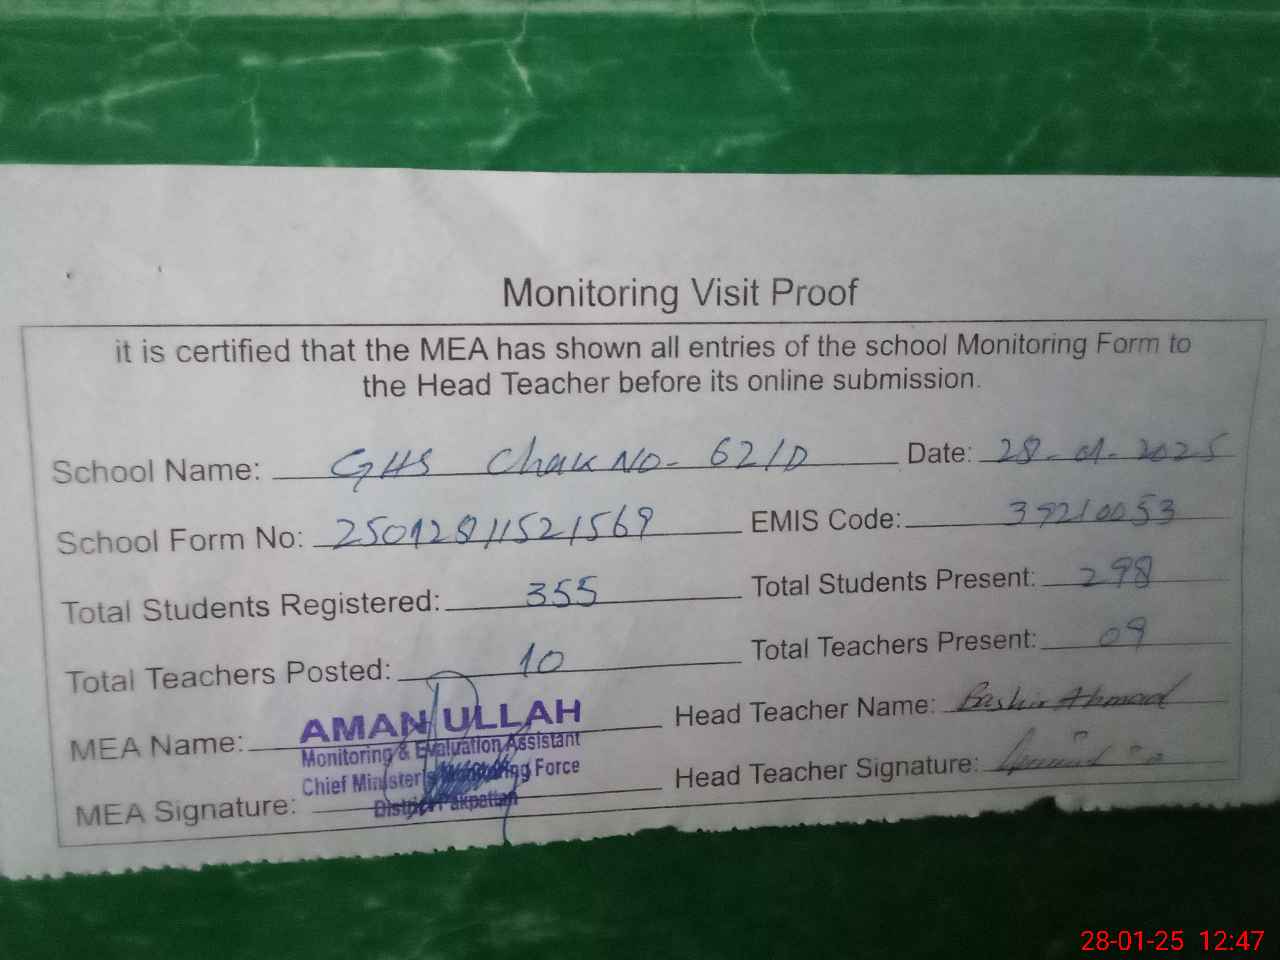 Monitoring Visit Proof
it is certified that the MEA has shown all entries of the school Monitoring Form to
the Head Teacher before its online submission.
School Name: GHS Chak NO- 62/D Date: 28-01-2025
School Form No: 25012811521569 EMIS Code: 39210053
Total Students Registered: 355 Total Students Present: 298
Total Teachers Posted: 10 Total Teachers Present: 09
MEA Name: AMAN ULLAH Head Teacher Name: Bashir Ahmad
Monitoring & Evaluation Assistant
Chief Minister's Monitoring Force
District Pakpattan
MEA Signature: Head Teacher Signature:
28-01-25 12:47